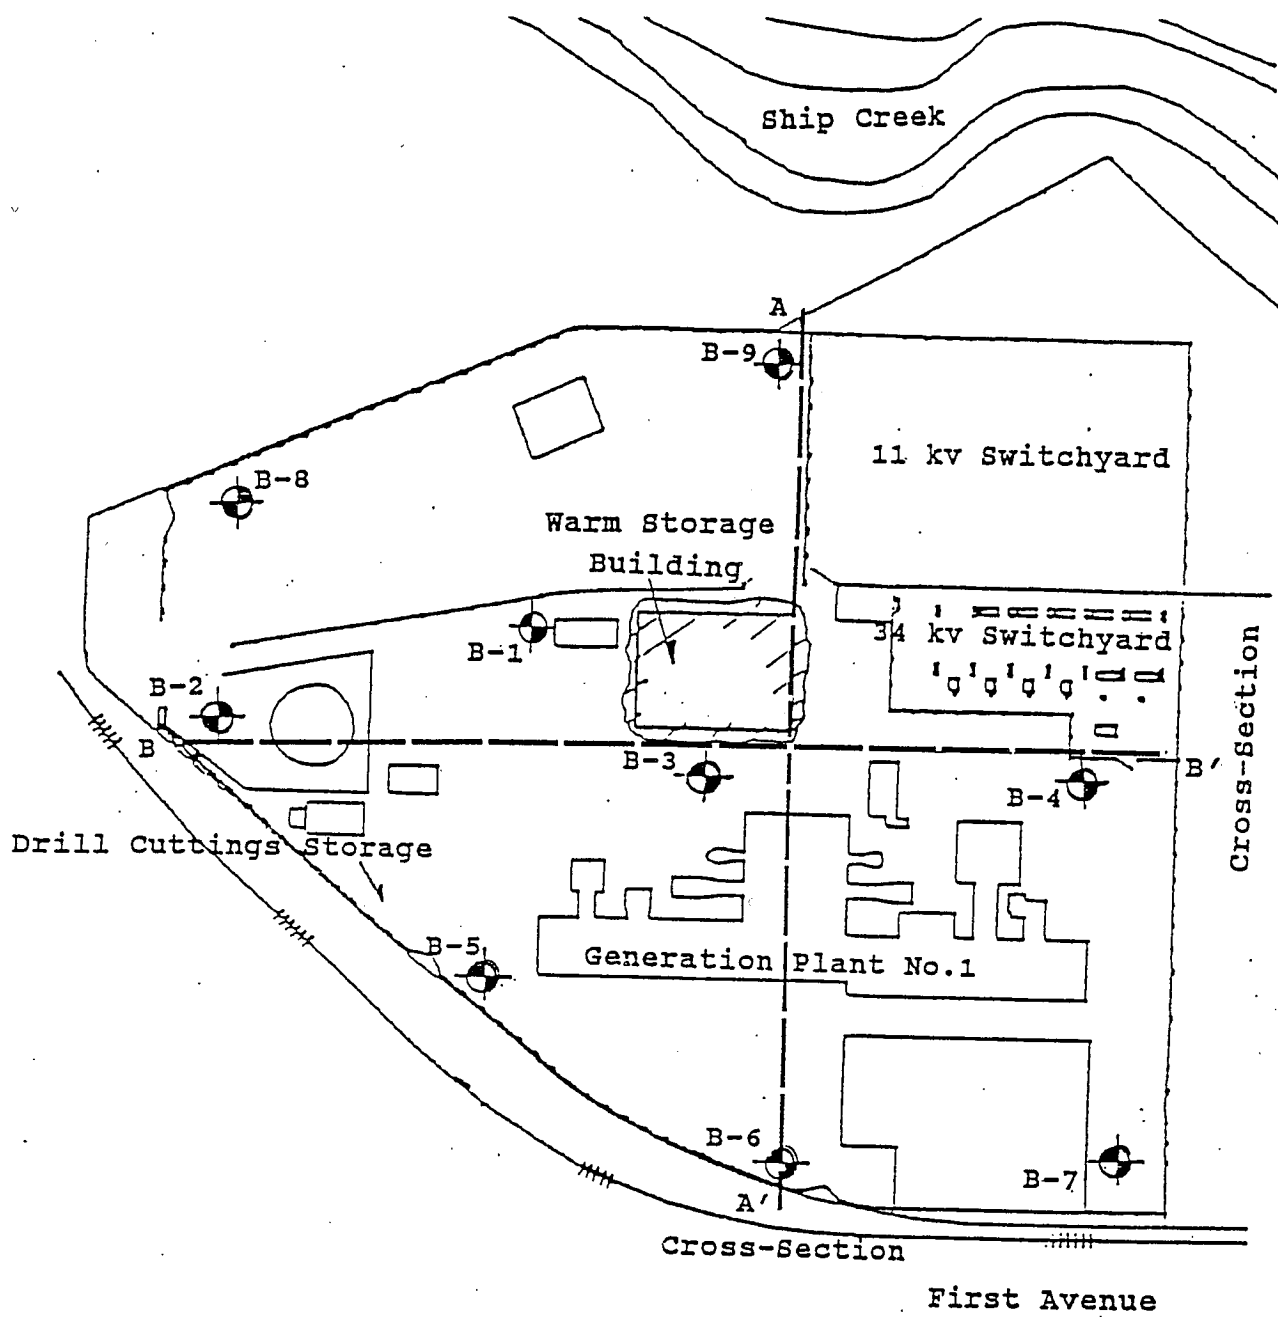 Ship Creek
A
B-9
11 kv Switchyard
B-8
Warm Storage
Building
34 kv Switchyard
B-1
B-2
B
B-3
B'
B-4
Cross-Section
Drill Cuttings Storage
B-5
Generation Plant No.1
B-6
B-7
A'
Cross-Section
First Avenue